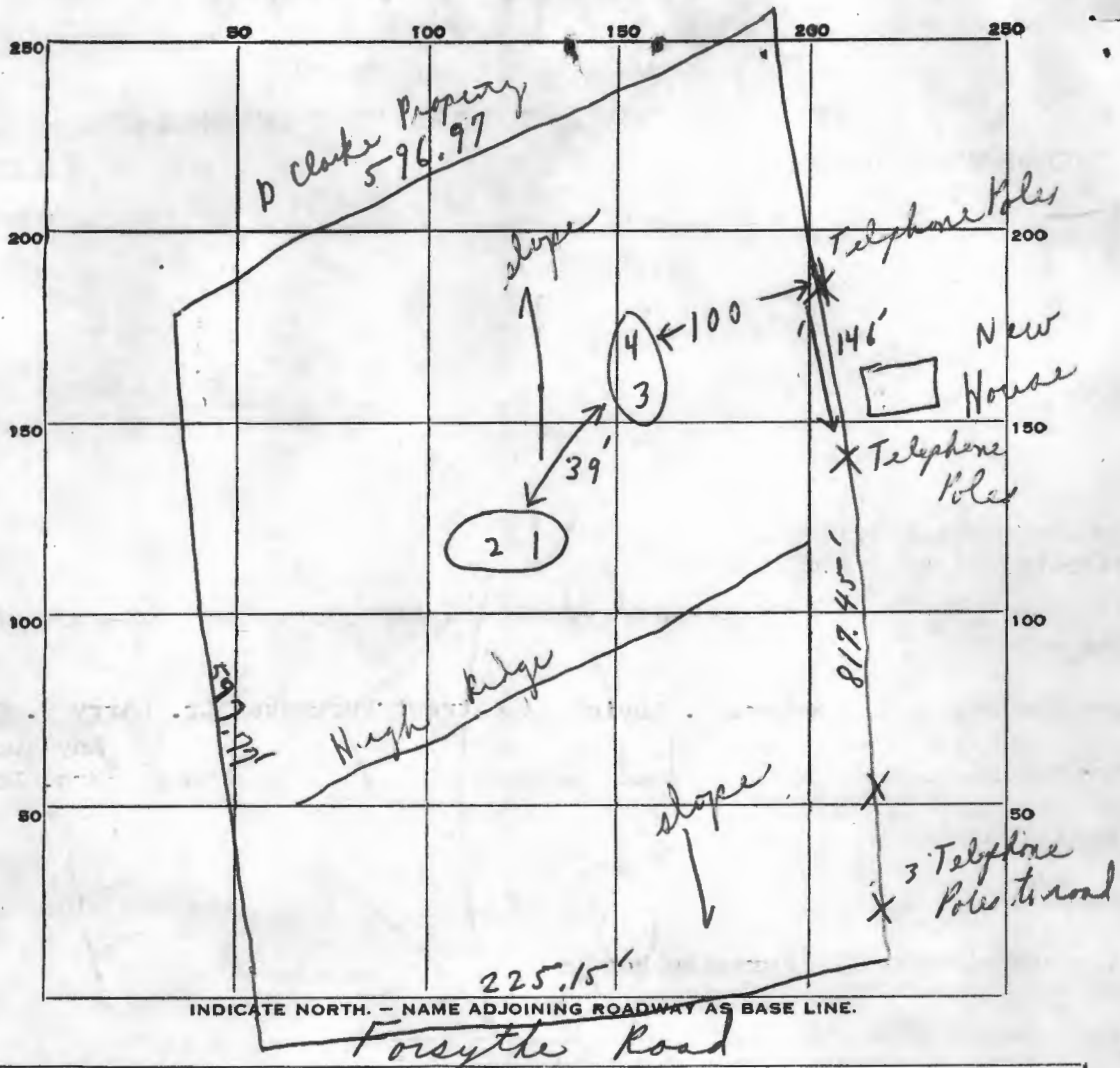 50 100 150 200 250
250
D Clarke Property
596.97
200 200
slope
Telephone Poles
4
← 100 →
3
146'
New
House
150 150
39'
Telephone
Poles
2 1
100 100
817.45'
High Ridge
50 50
slope
3 Telephone
Poles to road
225.15'
INDICATE NORTH. — NAME ADJOINING ROADWAY AS BASE LINE.
Forsythe Road